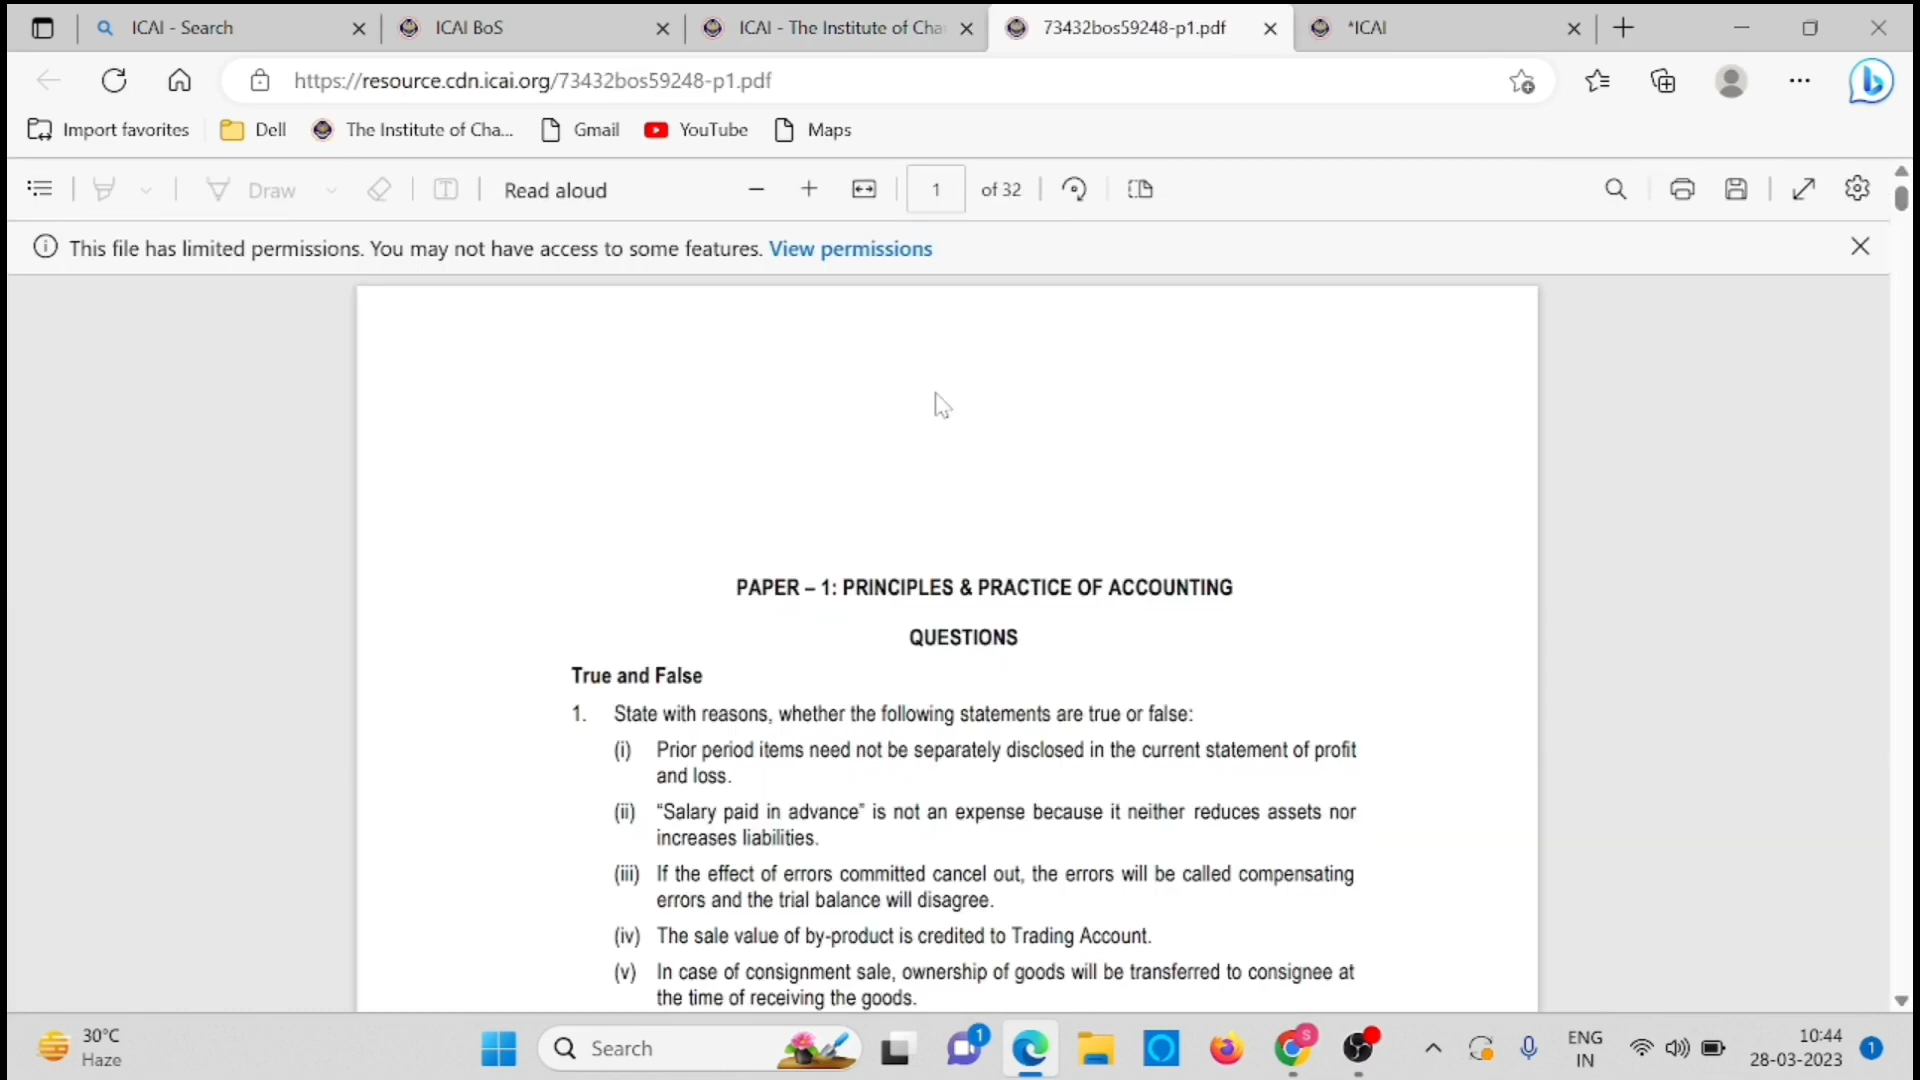 ICAI - Search
ICAI BoS
ICAI - The Institute of Cha
73432bos59248-p1.pdf
*ICAI
https://resource.cdn.icai.org/73432bos59248-p1.pdf
Import favorites
Dell
The Institute of Cha...
Gmail
YouTube
Maps
Draw
Read aloud
1 of 32
This file has limited permissions. You may not have access to some features. View permissions
PAPER – 1: PRINCIPLES & PRACTICE OF ACCOUNTING
QUESTIONS
True and False
1. State with reasons, whether the following statements are true or false:
(i) Prior period items need not be separately disclosed in the current statement of profit
and loss.
(ii) “Salary paid in advance” is not an expense because it neither reduces assets nor
increases liabilities.
(iii) If the effect of errors committed cancel out, the errors will be called compensating
errors and the trial balance will disagree.
(iv) The sale value of by-product is credited to Trading Account.
(v) In case of consignment sale, ownership of goods will be transferred to consignee at
the time of receiving the goods.
30°C
Haze
Search
1
S
ENG
IN
10:44
28-03-2023
1